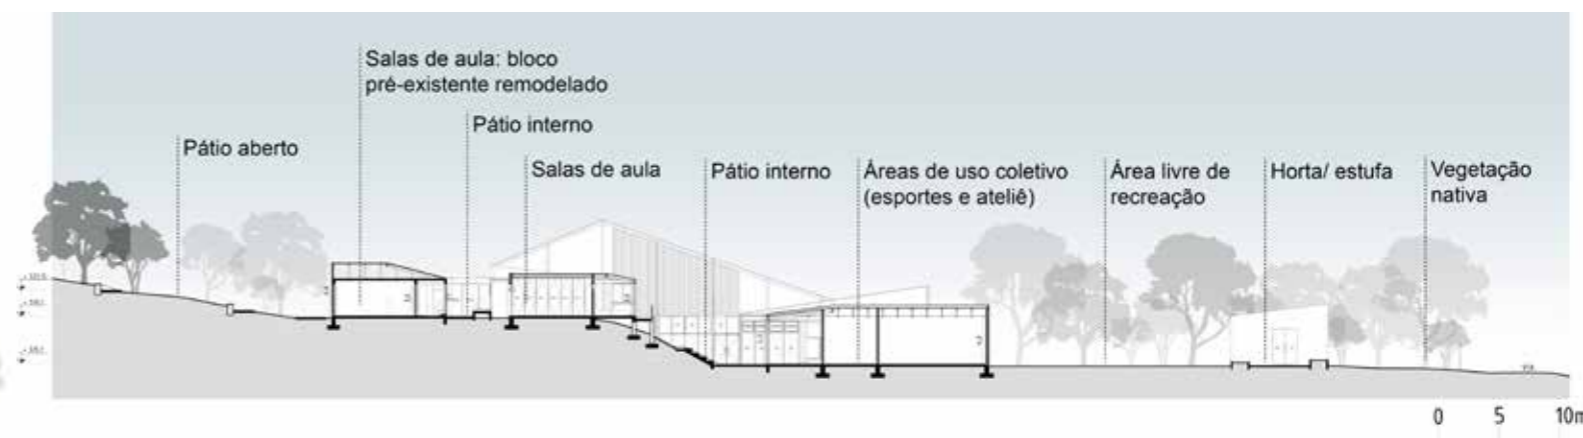 Salas de aula: bloco
pré-existente remodelado
Pátio interno
Pátio aberto
Salas de aula
Pátio interno
Áreas de uso coletivo
(esportes e ateliê)
Área livre de
recreação
Horta/ estufa
Vegetação
nativa
0 5 10m